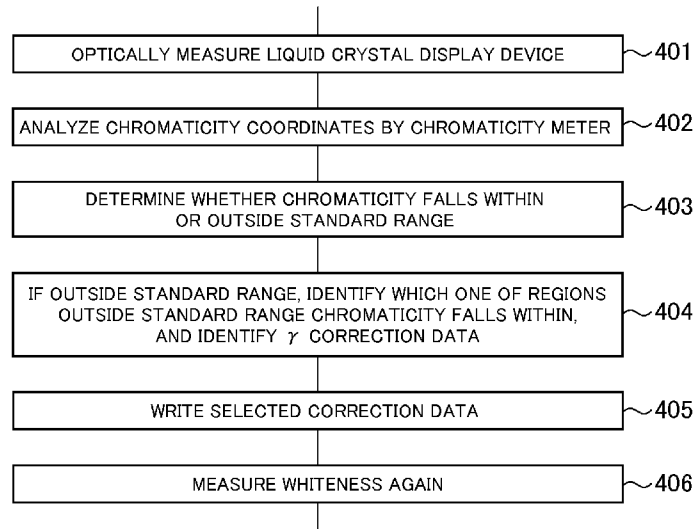 OPTICALLY MEASURE LIQUID CRYSTAL DISPLAY DEVICE 401
ANALYZE CHROMATICITY COORDINATES BY CHROMATICITY METER 402
DETERMINE WHETHER CHROMATICITY FALLS WITHIN
OR OUTSIDE STANDARD RANGE 403
IF OUTSIDE STANDARD RANGE, IDENTIFY WHICH ONE OF REGIONS
OUTSIDE STANDARD RANGE CHROMATICITY FALLS WITHIN,
AND IDENTIFY γ CORRECTION DATA 404
WRITE SELECTED CORRECTION DATA 405
MEASURE WHITENESS AGAIN 406